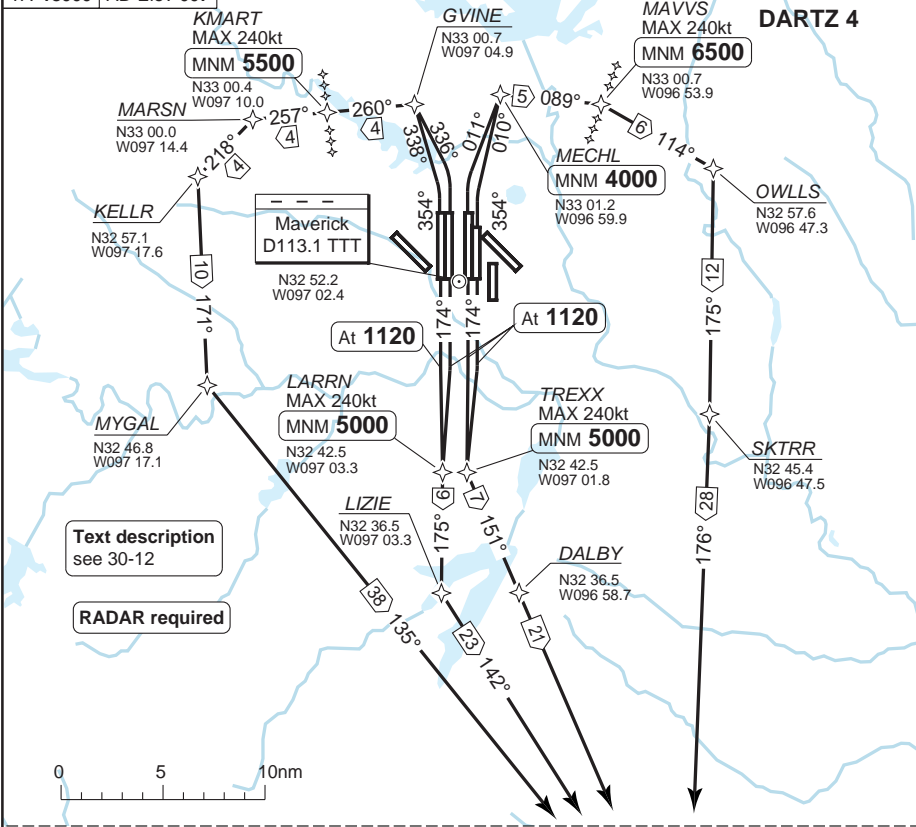 DARTZ 4
KMART
MAX 240kt
MNM 5500
N33 00.4
W097 10.0
GVINE
N33 00.7
W097 04.9
MAVVS
MAX 240kt
MNM 6500
N33 00.7
W096 53.9
MARSN
N33 00.0
W097 14.4
218°
4
257°
4
260°
4
338°
336°
011°
010°
5
089°
6
114°
MECHL
MNM 4000
N33 01.2
W096 59.9
OWLLS
N32 57.6
W096 47.3
KELLR
N32 57.1
W097 17.6
Maverick
D113.1 TTT
N32 52.2
W097 02.4
354°
354°
10
171°
12
175°
174°
174°
At 1120
At 1120
MYGAL
N32 46.8
W097 17.1
LARRN
MAX 240kt
MNM 5000
N32 42.5
W097 03.3
TREXX
MAX 240kt
MNM 5000
N32 42.5
W097 01.8
SKTRR
N32 45.4
W096 47.5
6
175°
7
151°
28
176°
LIZIE
N32 36.5
W097 03.3
DALBY
N32 36.5
W096 58.7
Text description
see 30-12
RADAR required
38
135°
23
142°
21
0 5 10nm